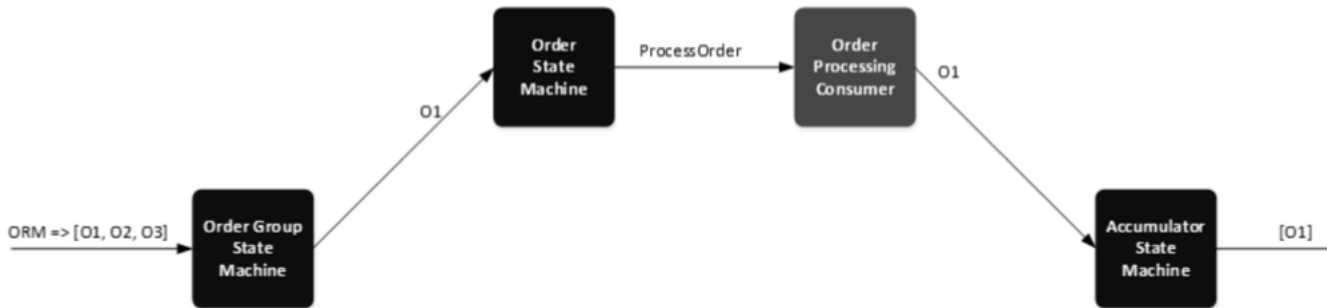 ORM => [O1, O2, O3]
Order Group
State
Machine
O1
Order
State
Machine
ProcessOrder
Order
Processing
Consumer
O1
Accumulator
State
Machine
[O1]